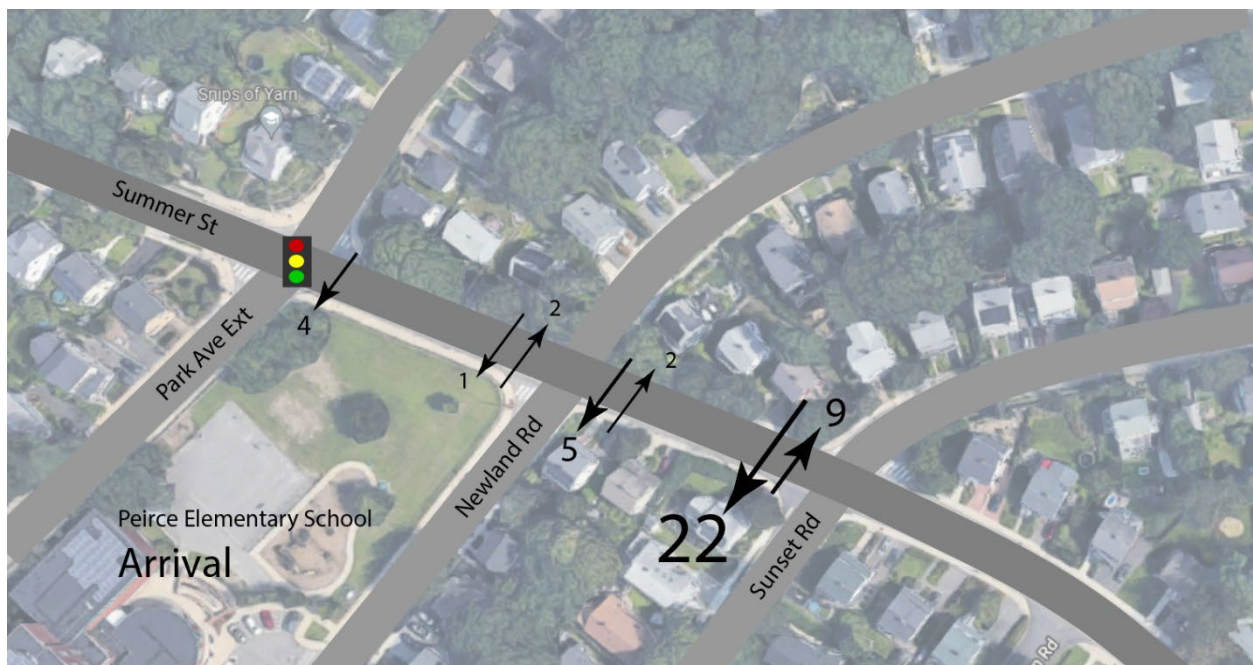 Snips of Yarn
Summer St
4
Park Ave Ext
2
1
2
5
Newland Rd
9
22
Sunset Rd
Peirce Elementary School
Arrival
Rd